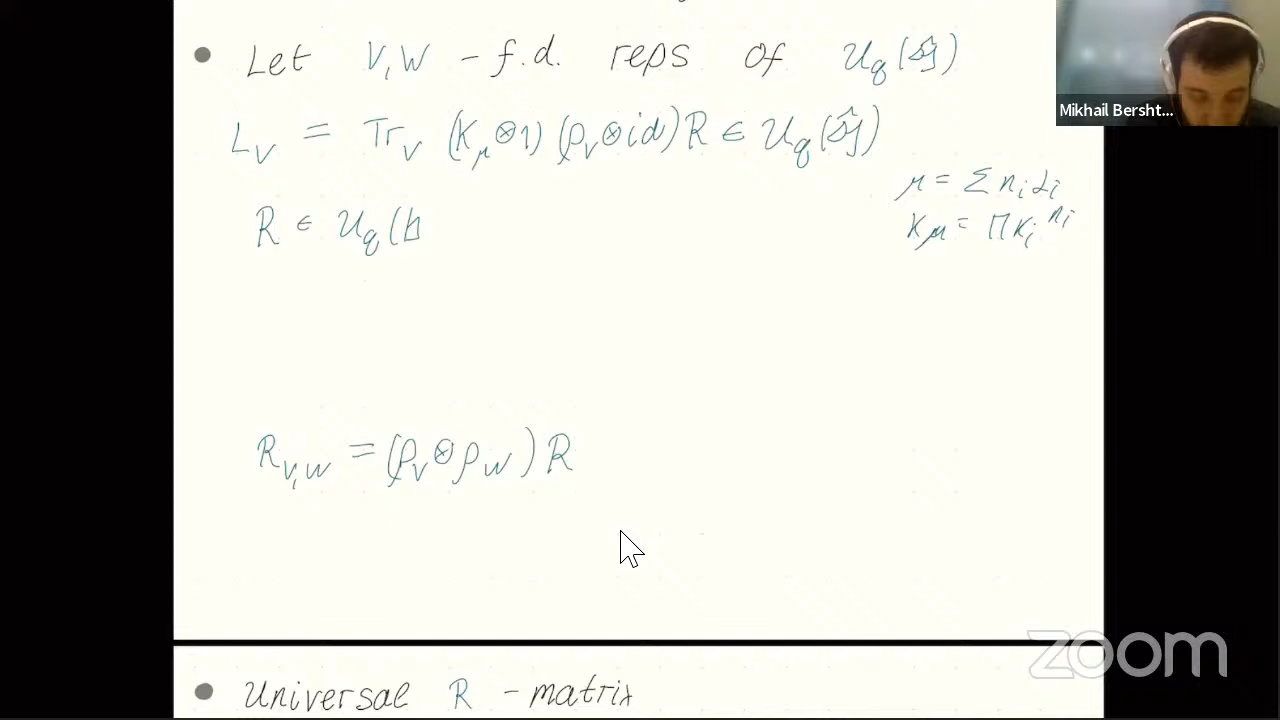 Let V,W - f.d. reps of U_q(ĝ)
L_V = Tr_V (K_μ⊗1)(ρ_V⊗id)R ∈ U_q(ĝ)
Mikhail Bersht...
μ = Σ n_i α_i
K_μ = Π K_i^{n_i}
R ∈ U_q(b
R_{V,W} = (ρ_V⊗ρ_W)R
zoom
Universal R - matrix